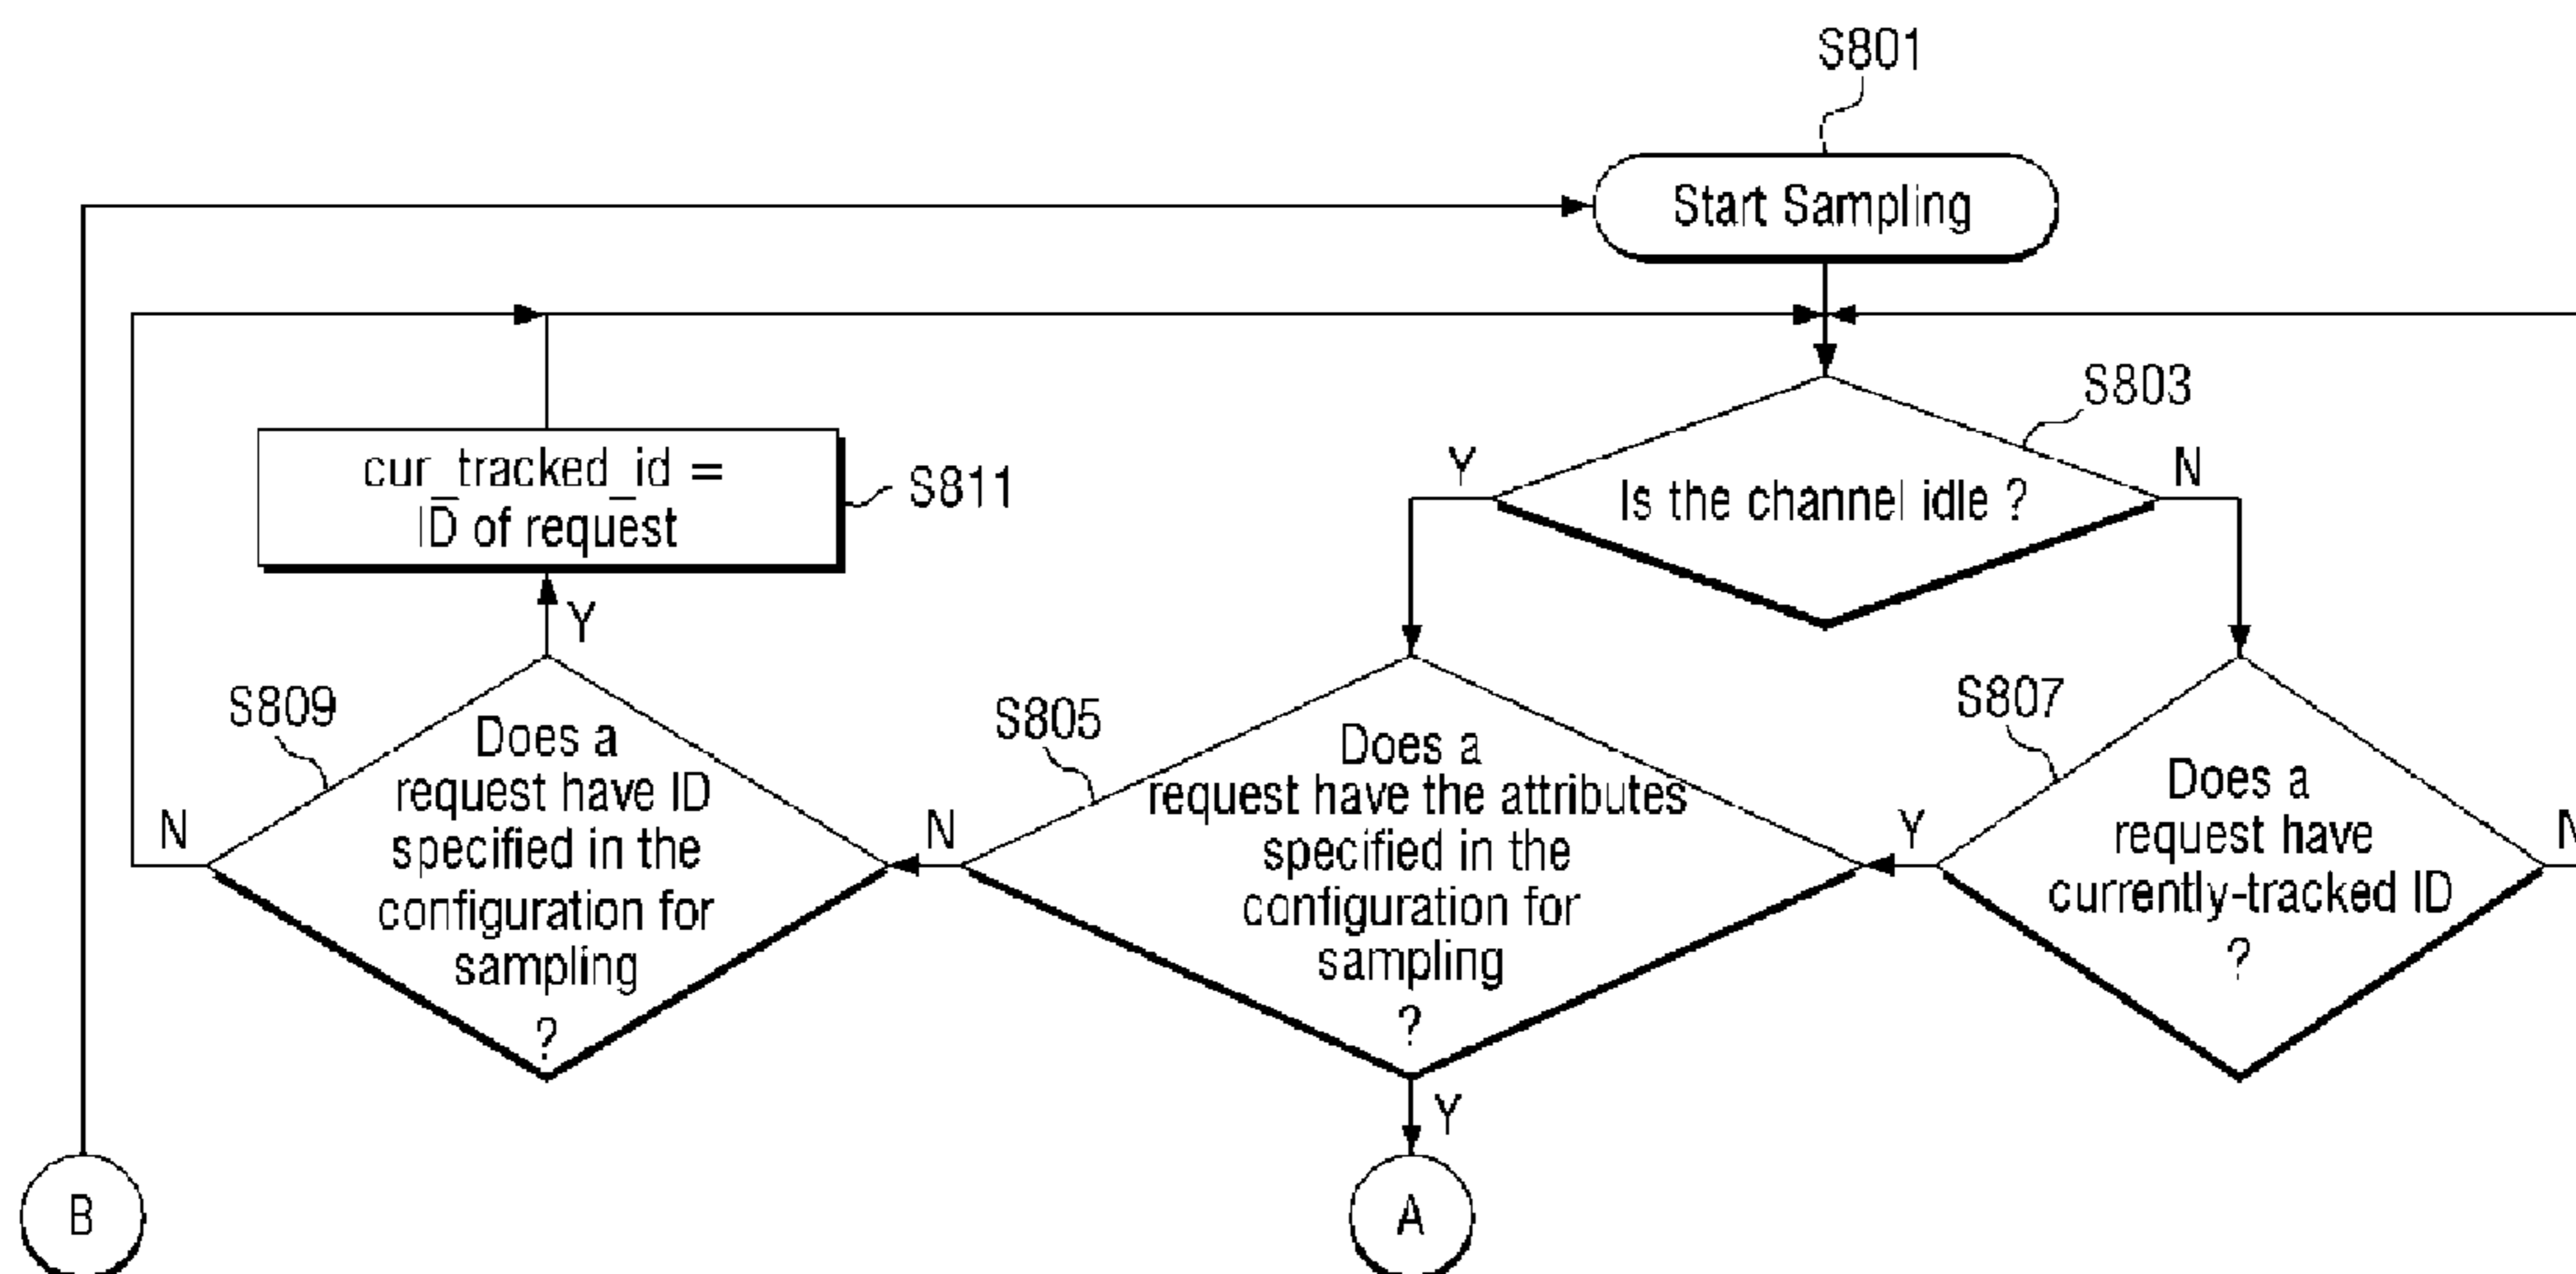 S801
Start Sampling
S803
Y
N
Is the channel idle ?
cur_tracked_id =
ID of request
S811
Y
S809
Does a
request have ID
specified in the
configuration for
sampling
?
N
S805
Does a
request have the attributes
specified in the
configuration for
sampling
?
N
Y
S807
Does a
request have
currently-tracked ID
?
Y
N
B
A